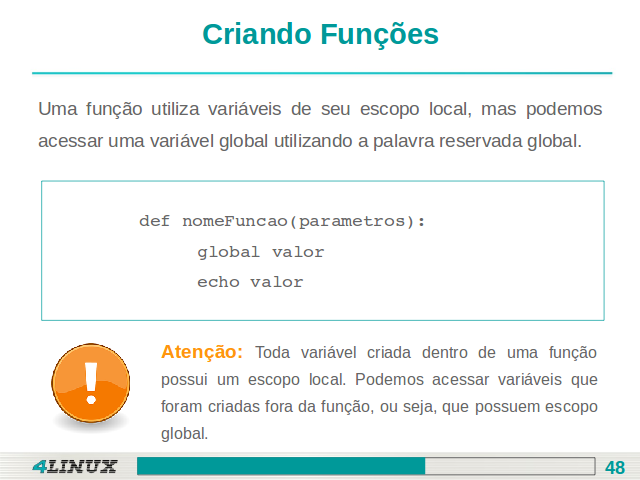 Criando Funções
Uma função utiliza variáveis de seu escopo local, mas podemos
acessar uma variável global utilizando a palavra reservada global.
def nomeFuncao(parametros):
global valor
echo valor
Atenção: Toda variável criada dentro de uma função
possui um escopo local. Podemos acessar variáveis que
foram criadas fora da função, ou seja, que possuem escopo
global.
4LINUX
48